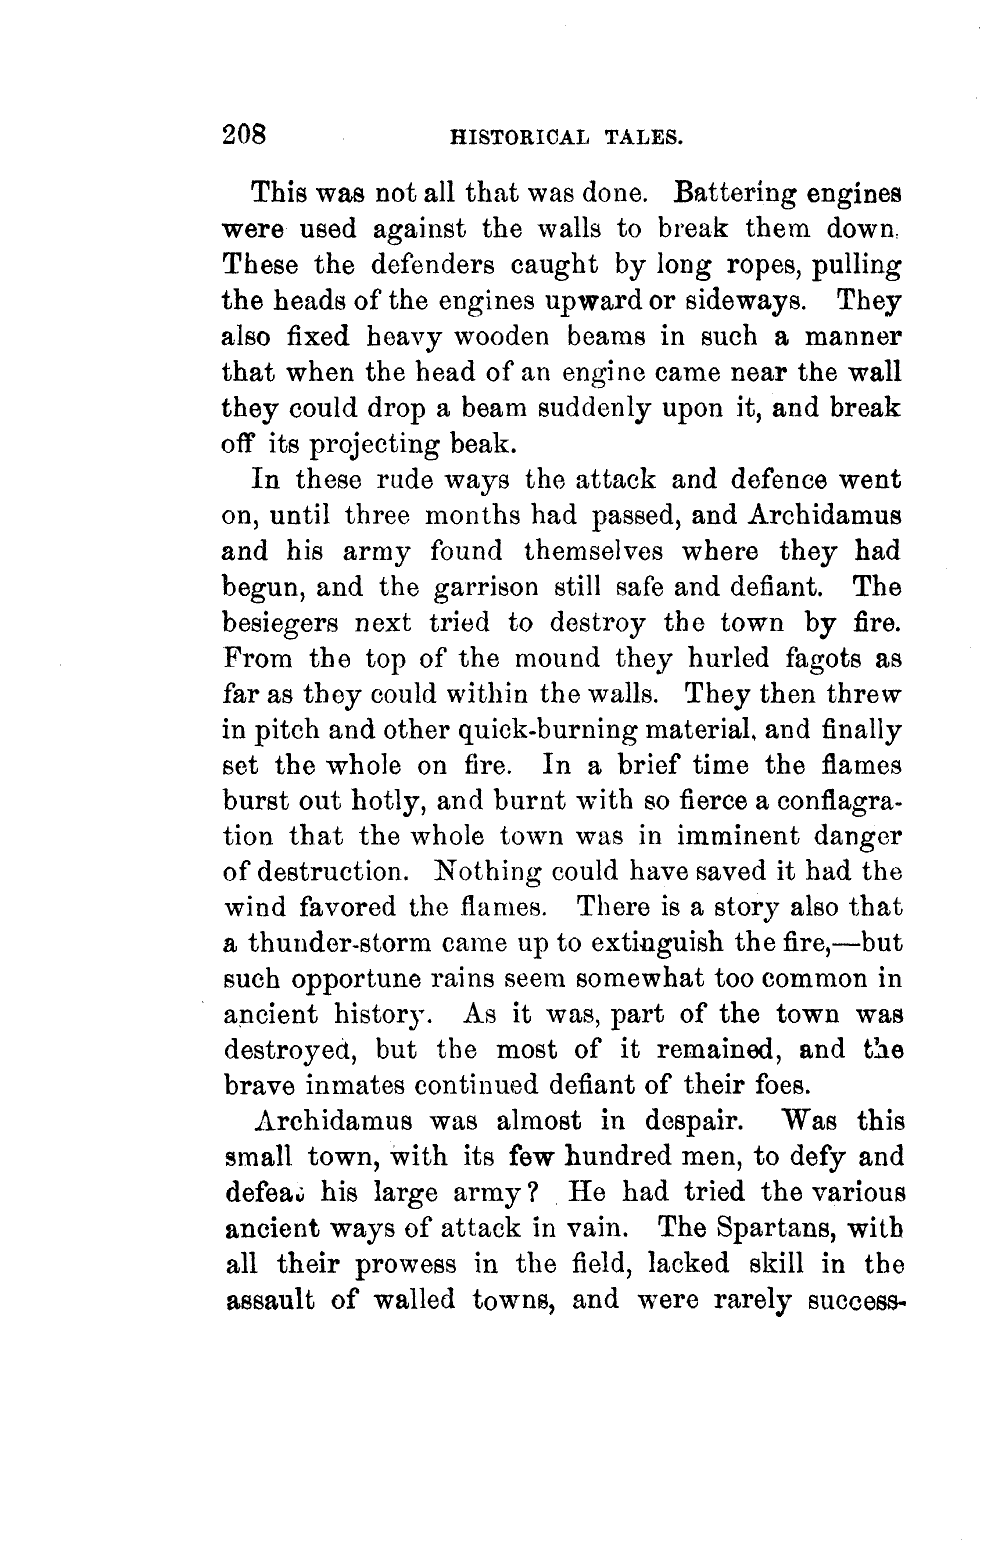 208 HISTORICAL TALES.
This was not all that was done. Battering engines
were used against the walls to break them down.
These the defenders caught by long ropes, pulling
the heads of the engines upward or sideways. They
also fixed heavy wooden beams in such a manner
that when the head of an engine came near the wall
they could drop a beam suddenly upon it, and break
off its projecting beak.
In these rude ways the attack and defence went
on, until three months had passed, and Archidamus
and his army found themselves where they had
begun, and the garrison still safe and defiant. The
besiegers next tried to destroy the town by fire.
From the top of the mound they hurled fagots as
far as they could within the walls. They then threw
in pitch and other quick-burning material, and finally
set the whole on fire. In a brief time the flames
burst out hotly, and burnt with so fierce a conflagra-
tion that the whole town was in imminent danger
of destruction. Nothing could have saved it had the
wind favored the flames. There is a story also that
a thunder-storm came up to extinguish the fire,—but
such opportune rains seem somewhat too common in
ancient history. As it was, part of the town was
destroyed, but the most of it remained, and the
brave inmates continued defiant of their foes.
Archidamus was almost in despair. Was this
small town, with its few hundred men, to defy and
defeat his large army? He had tried the various
ancient ways of attack in vain. The Spartans, with
all their prowess in the field, lacked skill in the
assault of walled towns, and were rarely success-